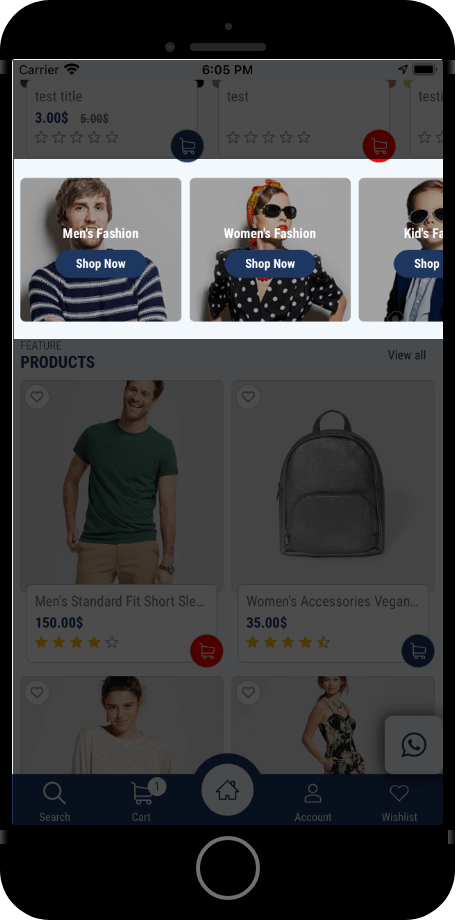 Carrier 6:05 PM
test title
3.00$ 5.00$
test
testi
Men's Fashion
Shop Now
Women's Fashion
Shop Now
Kid's Fa
Shop
FEATURE
PRODUCTS
View all
Men's Standard Fit Short Sle...
150.00$
Women's Accessories Vegan...
35.00$
1
Search
Cart
Account
Wishlist